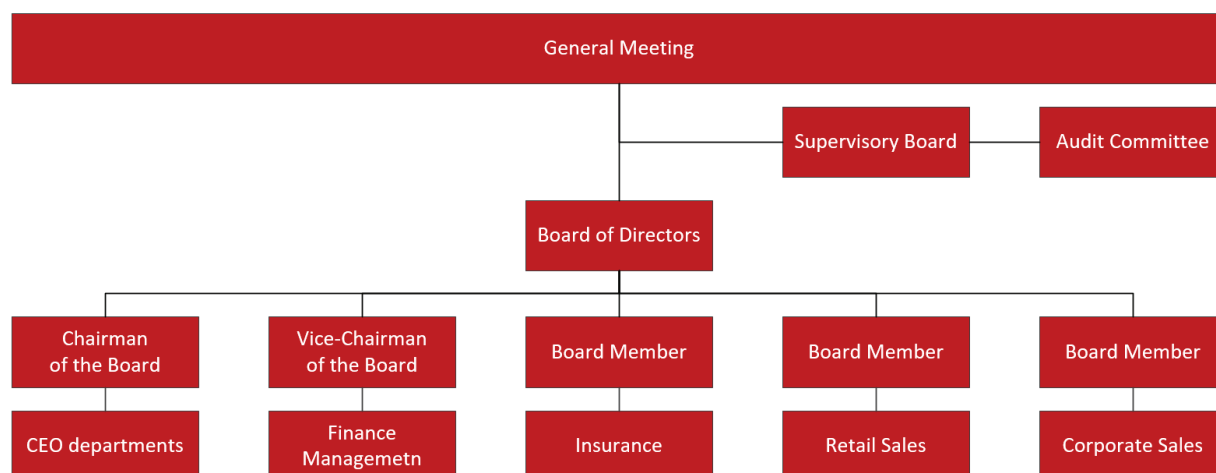 General Meeting
Supervisory Board
Audit Committee
Board of Directors
Chairman
of the Board
Vice-Chairman
of the Board
Board Member
Board Member
Board Member
CEO departments
Finance
Managemetn
Insurance
Retail Sales
Corporate Sales